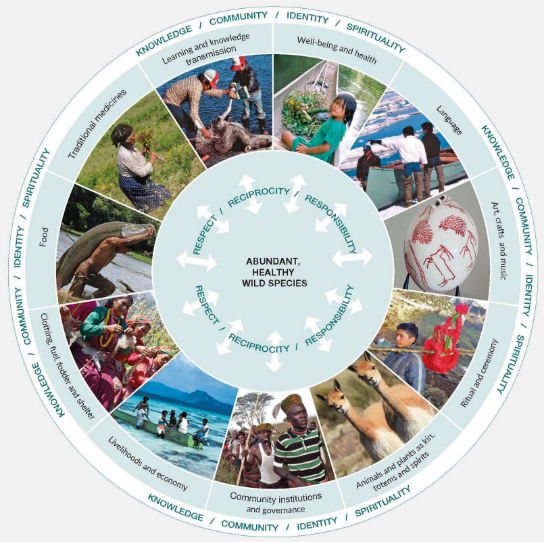 KNOWLEDGE / COMMUNITY / IDENTITY / SPIRITUALITY
KNOWLEDGE / COMMUNITY / IDENTITY / SPIRITUALITY
KNOWLEDGE / COMMUNITY / IDENTITY / SPIRITUALITY
KNOWLEDGE / COMMUNITY / IDENTITY / SPIRITUALITY
Learning and knowledge
transmission
Well-being and health
Language
Art, crafts and music
Ritual and ceremony
Animals and plants as kin,
totems and spirits
Community institutions
and governance
Livelihoods and economy
Clothing, fuel, fodder and shelter
Food
Traditional medicines
RESPECT / RECIPROCITY / RESPONSIBILITY
ABUNDANT,
HEALTHY
WILD SPECIES
RESPECT / RECIPROCITY / RESPONSIBILITY